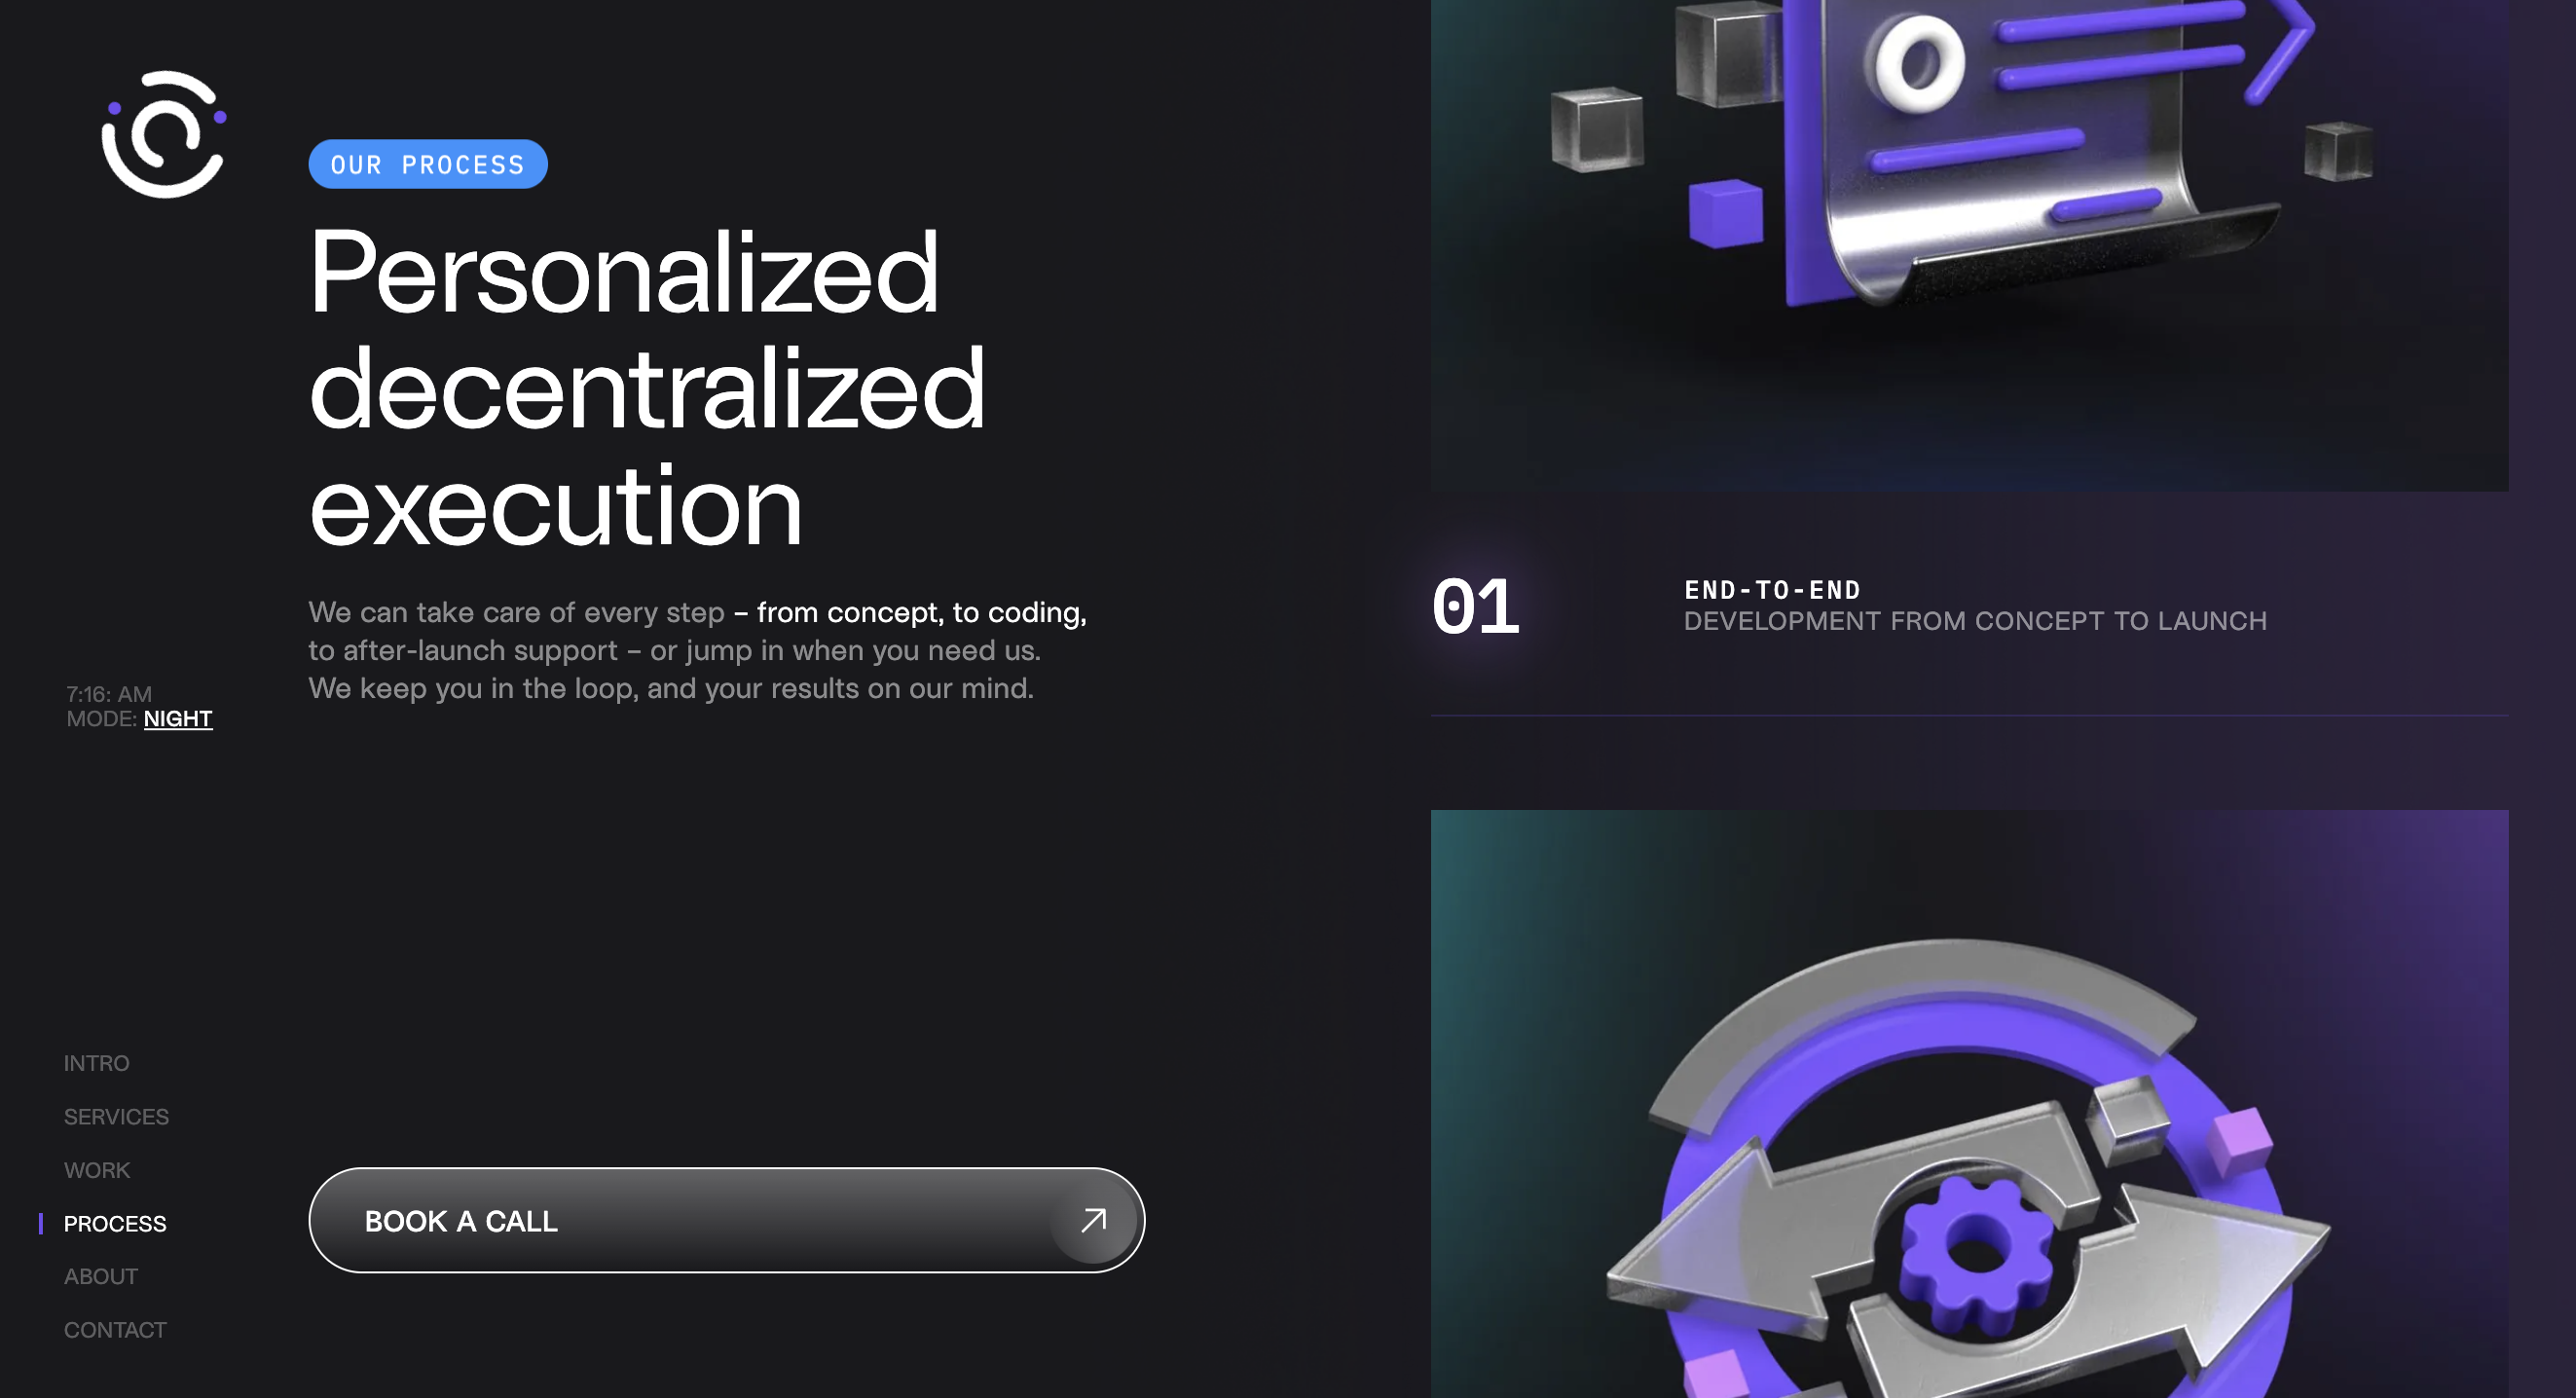 OUR PROCESS
Personalized
decentralized
execution
We can take care of every step – from concept, to coding,
to after-launch support – or jump in when you need us.
We keep you in the loop, and your results on our mind.
7:16: AM
MODE: NIGHT
INTRO
SERVICES
WORK
PROCESS
ABOUT
CONTACT
BOOK A CALL
01
END-TO-END
DEVELOPMENT FROM CONCEPT TO LAUNCH